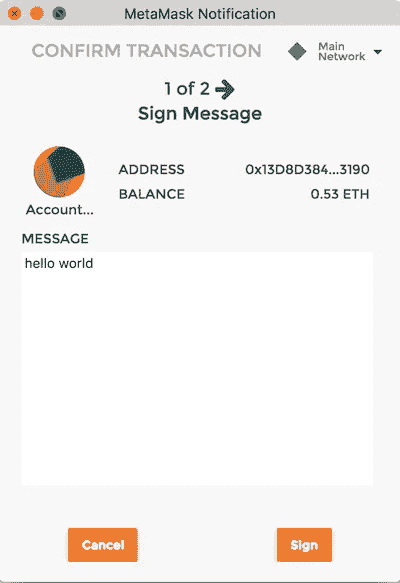 MetaMask Notification
CONFIRM TRANSACTION
Main
Network
1 of 2
Sign Message
ADDRESS 0x13D8D384...3190
BALANCE 0.53 ETH
Account...
MESSAGE
hello world
Cancel Sign